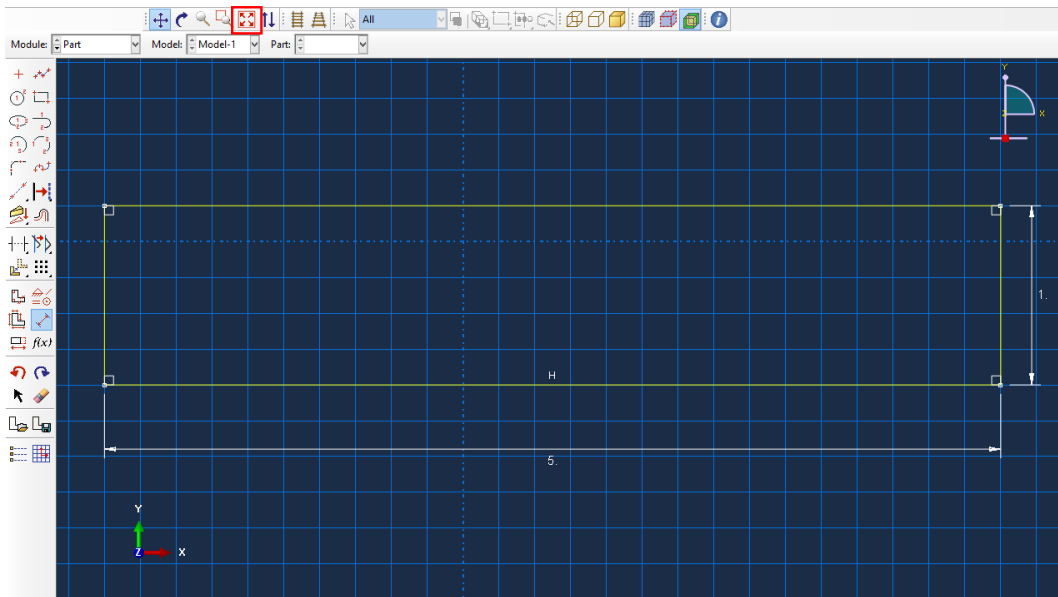 All
Module: Part Model: Model-1 Part:
Y
Z X
f(x)
1.
H
5.
Y
Z X